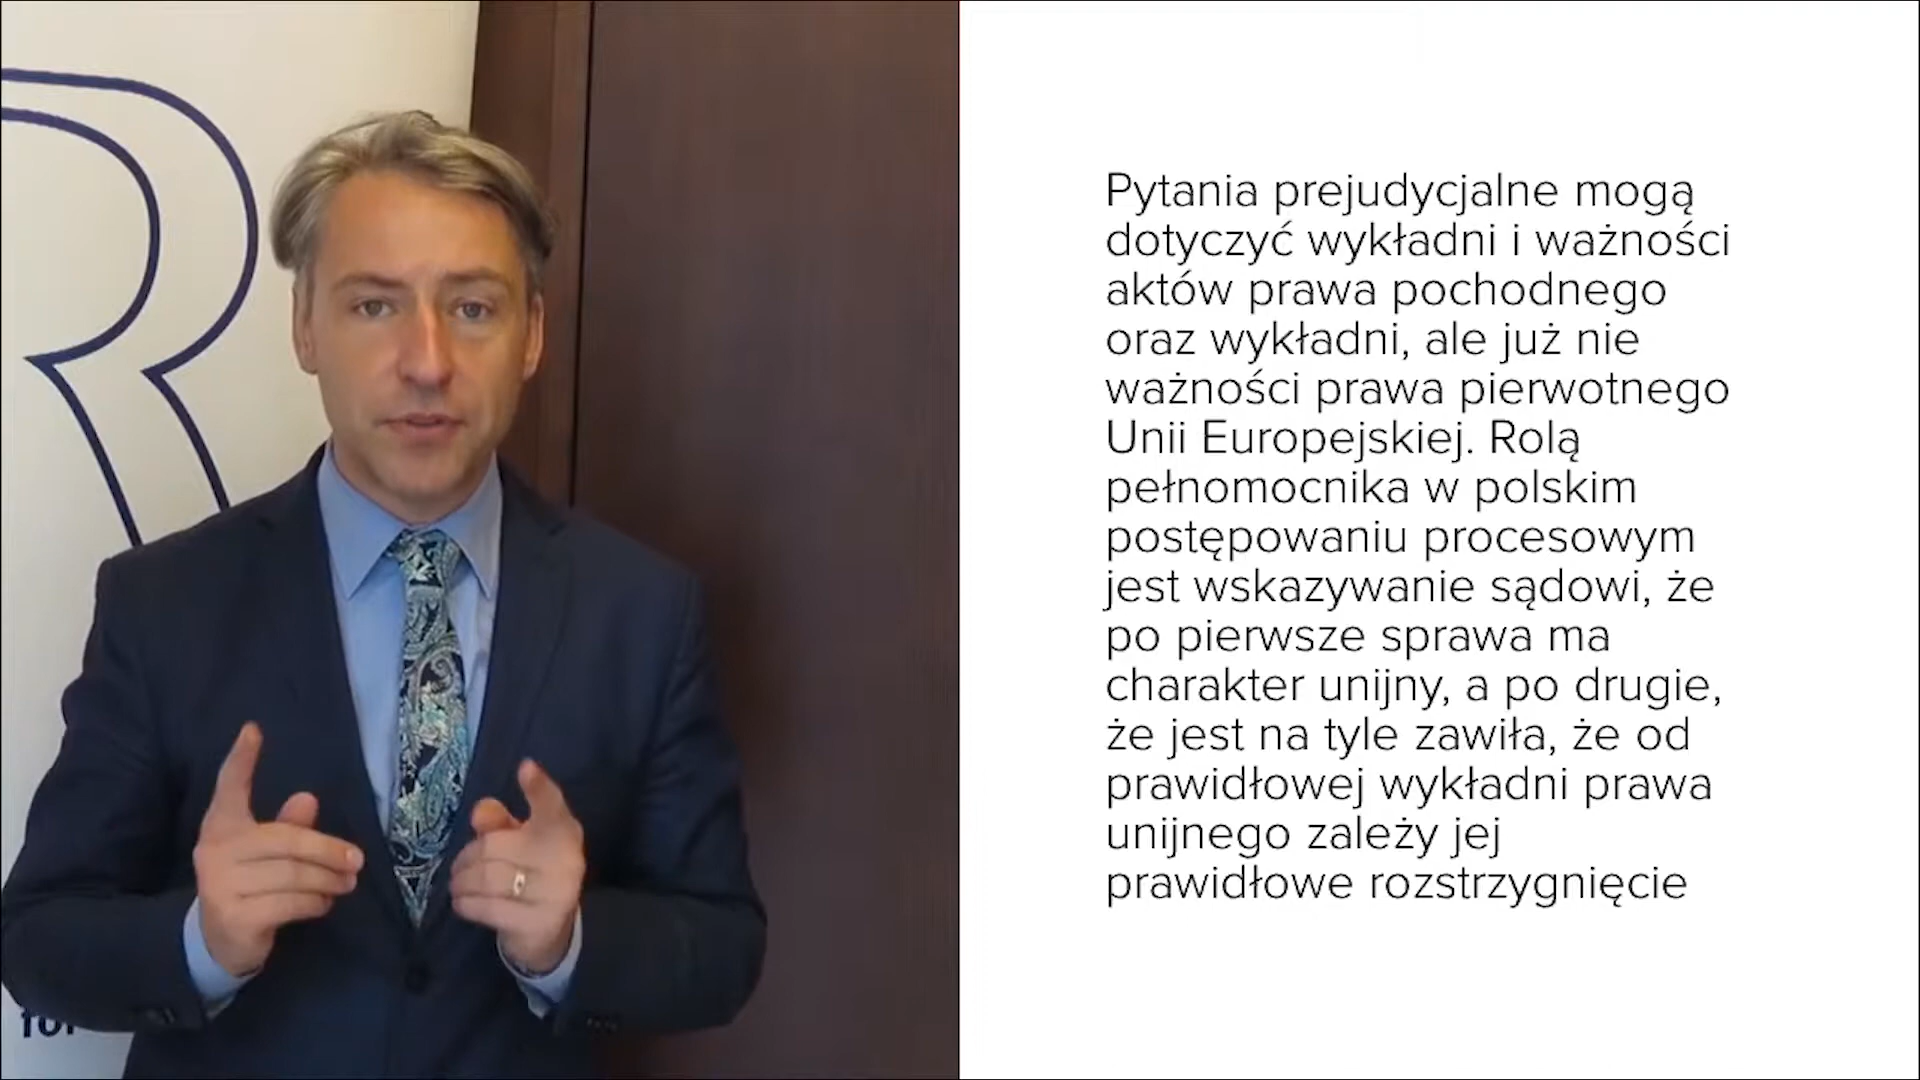 Pytania prejudycjalne mogą
dotyczyć wykładni i ważności
aktów prawa pochodnego
oraz wykładni, ale już nie
ważności prawa pierwotnego
Unii Europejskiej. Rolą
pełnomocnika w polskim
postępowaniu procesowym
jest wskazywanie sądowi, że
po pierwsze sprawa ma
charakter unijny, a po drugie,
że jest na tyle zawiła, że od
prawidłowej wykładni prawa
unijnego zależy jej
prawidłowe rozstrzygnięcie